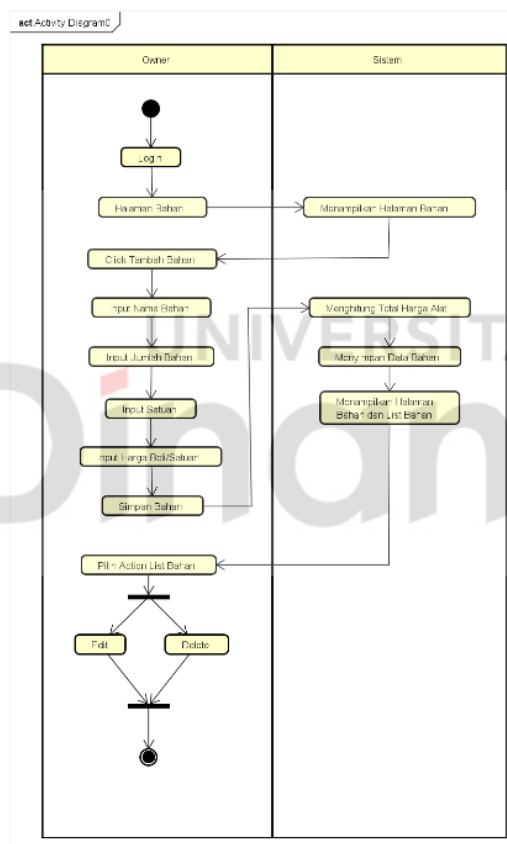 act Activity Diagram0
Owner
Sistem
Login
Halaman Bahan
Menampilkan Halaman Bahan
Click Tambah Bahan
Input Nama Bahan
Menghitung Total Harga Alat
UNIVERSITA
Input Jumlah Bahan
Menyimpan Data Bahan
Dinam
Input Satuan
Menampilkan Halaman
Bahan dan List Bahan
Input Harga Beli/Satuan
Simpan Bahan
Pilih Action List Bahan
Edit
Delete